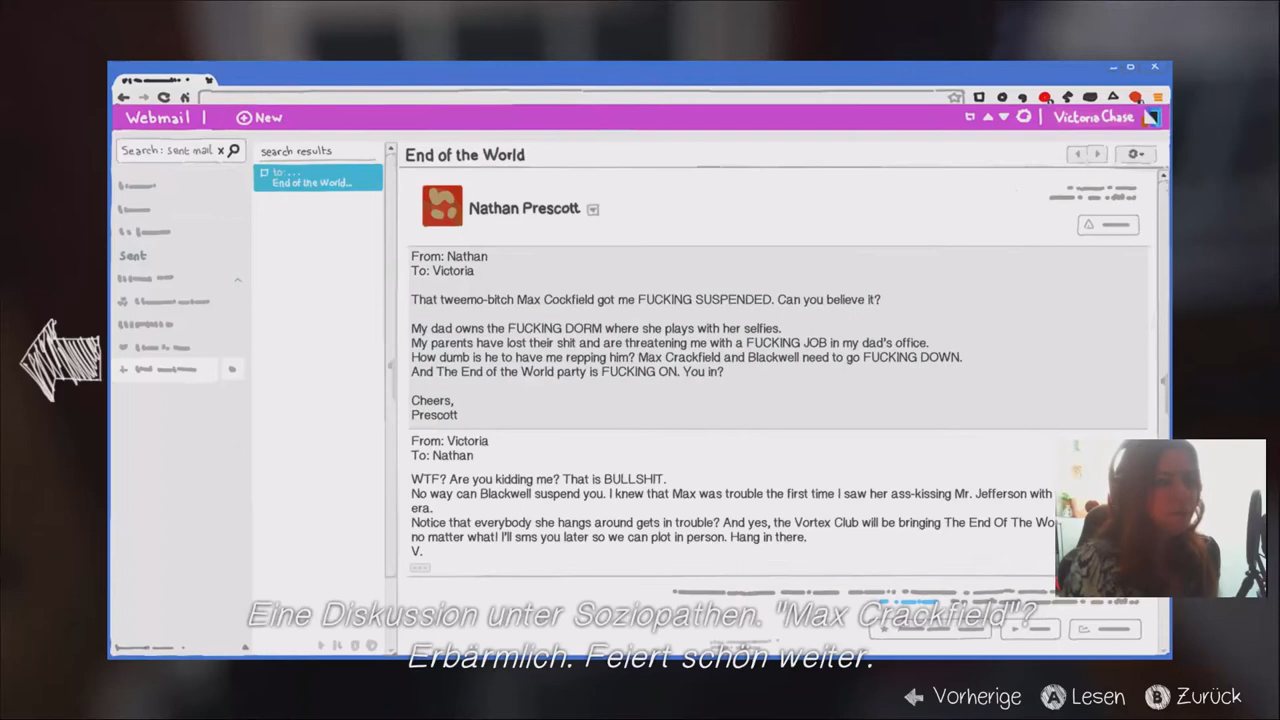 Webmail |
New
Victoria Chase
Search: sent mail x
search results
to: ...
End of the World...
Sent
End of the World
Nathan Prescott
From: Nathan
To: Victoria
That tweemo-bitch Max Cockfield got me FUCKING SUSPENDED. Can you believe it?
My dad owns the FUCKING DORM where she plays with her selfies.
My parents have lost their shit and are threatening me with a FUCKING JOB in my dad's office.
How dumb is he to have me repping him? Max Crackfield and Blackwell need to go FUCKING DOWN.
And The End of the World party is FUCKING ON. You in?
Cheers,
Prescott
From: Victoria
To: Nathan
WTF? Are you kidding me? That is BULLSHIT.
No way can Blackwell suspend you. I knew that Max was trouble the first time I saw her ass-kissing Mr. Jefferson with
era.
Notice that everybody she hangs around gets in trouble? And yes, the Vortex Club will be bringing The End Of The
no matter what! I'll sms you later so we can plot in person. Hang in there.
V.
Eine Diskussion unter Soziopathen. "Max Crackfield"?
Erbärmlich. Feiert schön weiter.
Vorherige A Lesen B Zurück